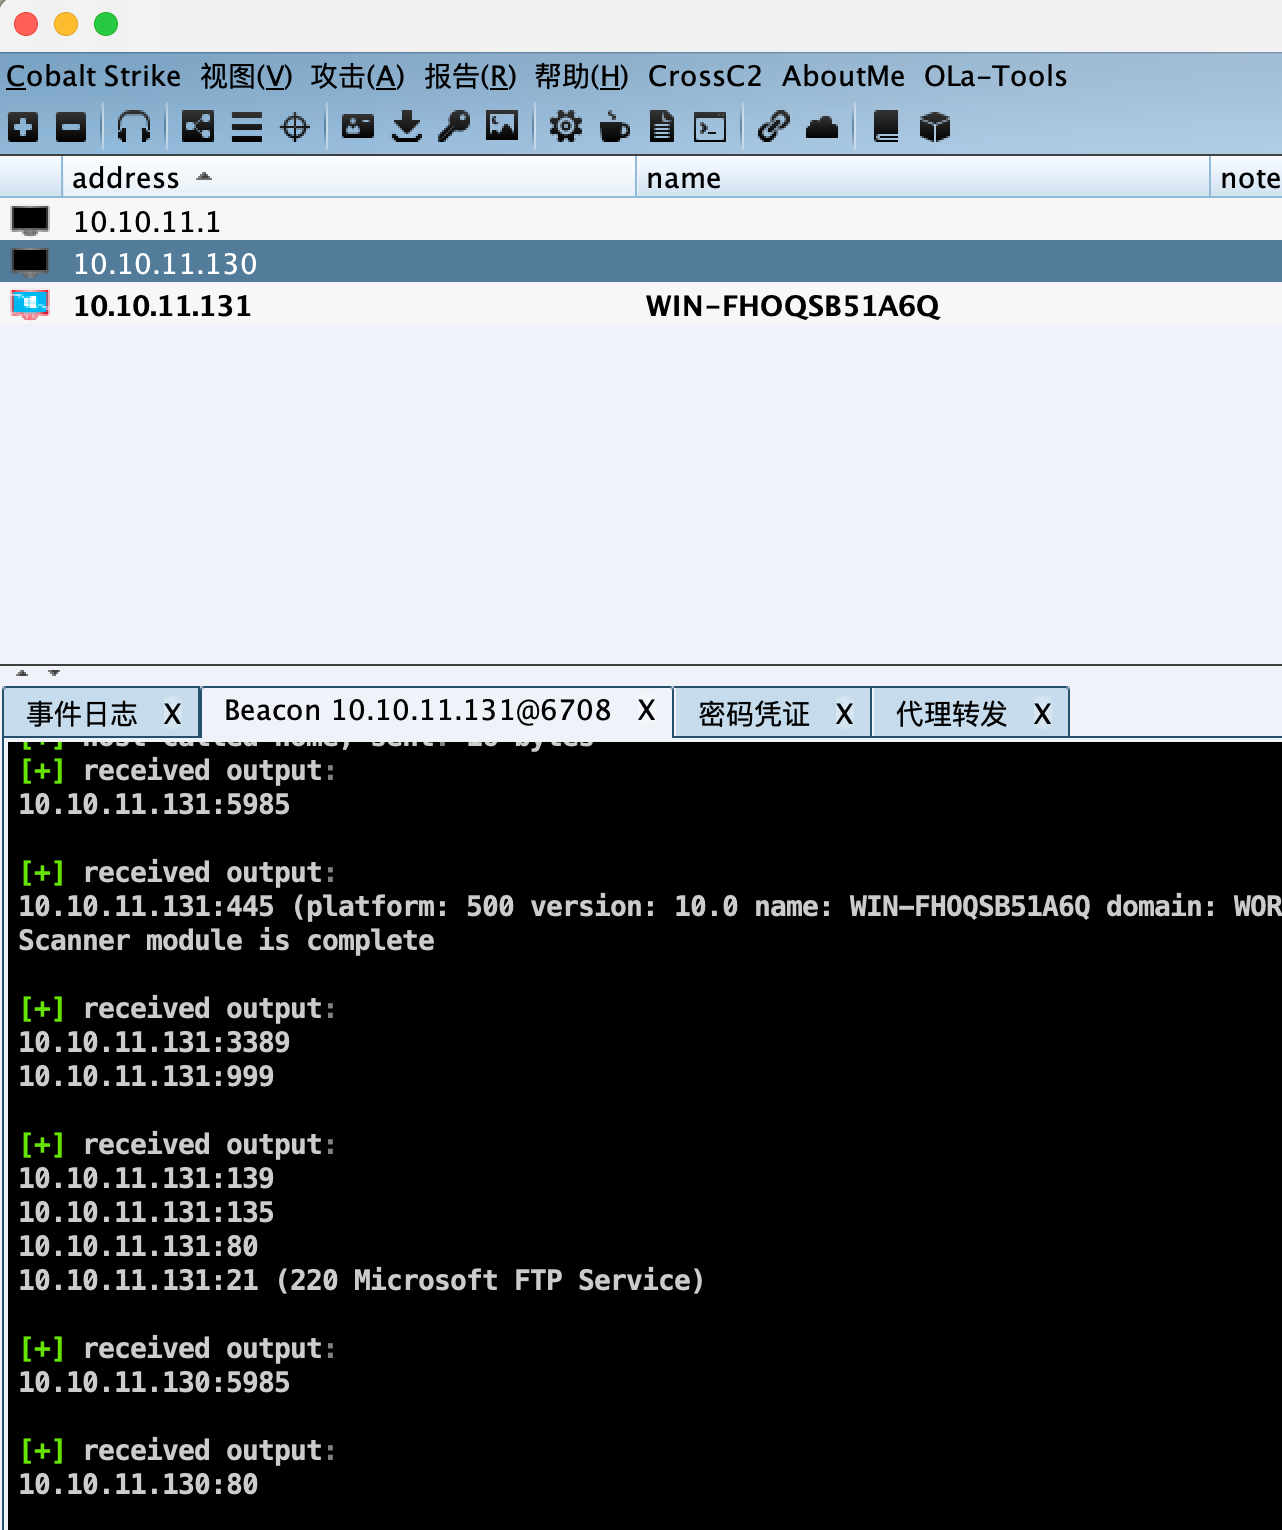 Cobalt Strike 视图(V) 攻击(A) 报告(R) 帮助(H) CrossC2 AboutMe OLa-Tools
address name note
10.10.11.1
10.10.11.130
10.10.11.131 WIN-FHOQSB51A6Q
事件日志 X Beacon 10.10.11.131@6708 X 密码凭证 X 代理转发 X
[+] host called home, sent: 16 bytes
[+] received output:
10.10.11.131:5985
[+] received output:
10.10.11.131:445 (platform: 500 version: 10.0 name: WIN-FHOQSB51A6Q domain: WOR
Scanner module is complete
[+] received output:
10.10.11.131:3389
10.10.11.131:999
[+] received output:
10.10.11.131:139
10.10.11.131:135
10.10.11.131:80
10.10.11.131:21 (220 Microsoft FTP Service)
[+] received output:
10.10.11.130:5985
[+] received output:
10.10.11.130:80